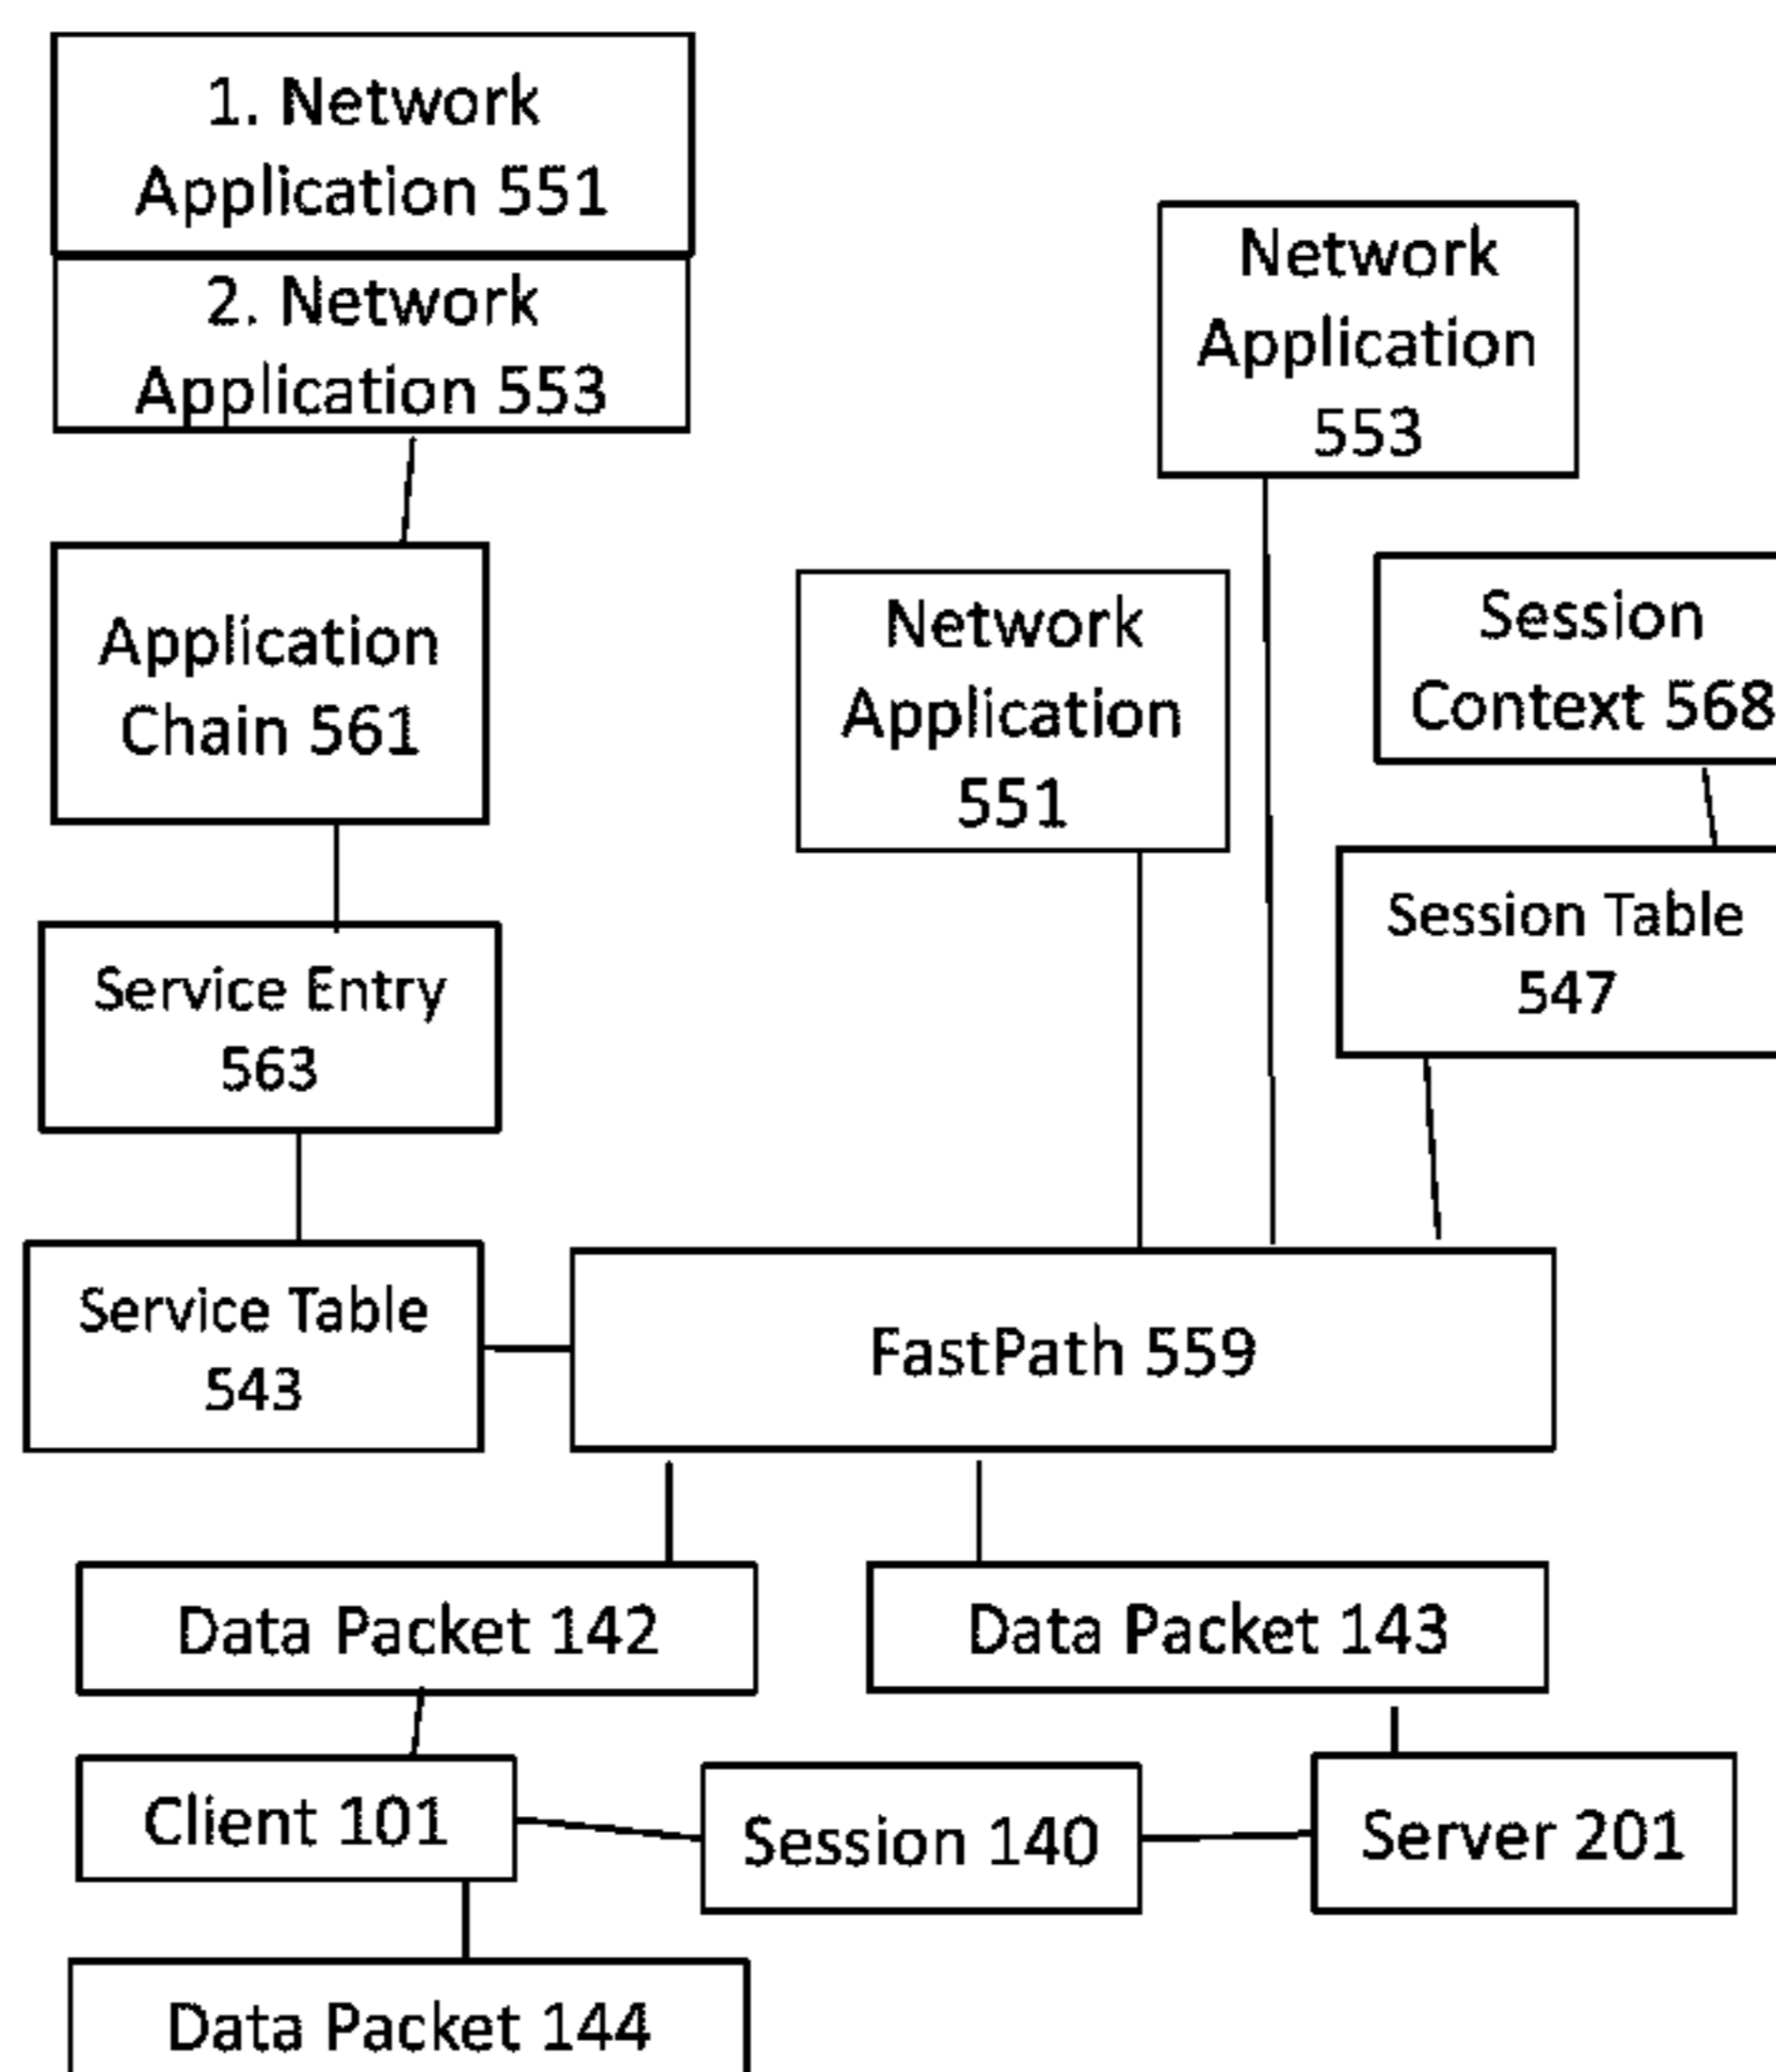 1. Network
Application 551
2. Network
Application 553
Network
Application
553
Application
Chain 561
Network
Application
551
Session
Context 568
Service Entry
563
Session Table
547
Service Table
543
FastPath 559
Data Packet 142
Data Packet 143
Client 101
Session 140
Server 201
Data Packet 144